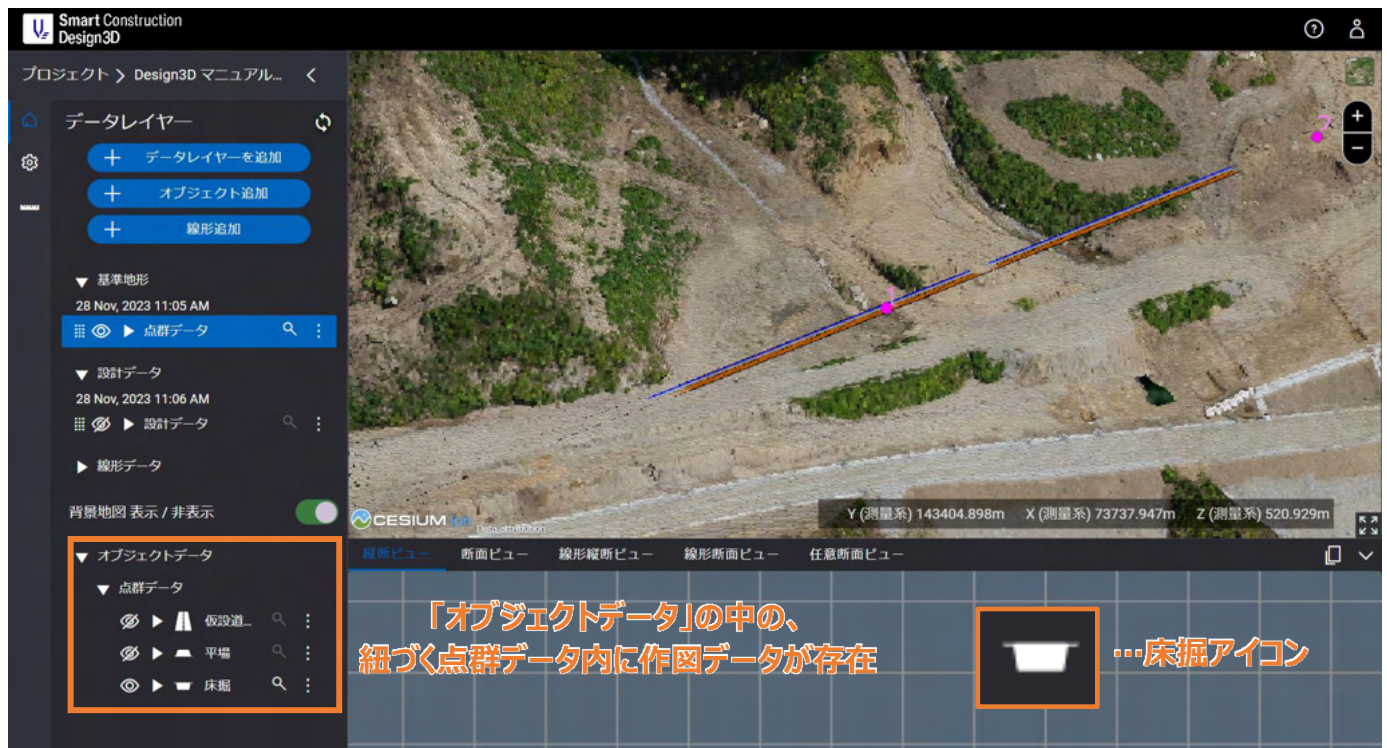 Smart Construction
Design3D
プロジェクト > Design3D マニュアル...
データレイヤー
+ データレイヤーを追加
+ オブジェクト追加
+ 線形追加
基準地形
28 Nov, 2023 11:05 AM
点群データ
設計データ
28 Nov, 2023 11:06 AM
設計データ
線形データ
背景地図 表示 / 非表示
オブジェクトデータ
点群データ
仮設道...
平場
床掘
2
1
+
-
CESIUM ion
Data attribution
Y (測量系) 143404.898m X (測量系) 73737.947m Z (測量系) 520.929m
縦断ビュー 断面ビュー 線形縦断ビュー 線形断面ビュー 任意断面ビュー
「オブジェクトデータ」の中の、
紐づく点群データ内に作図データが存在
…床掘アイコン